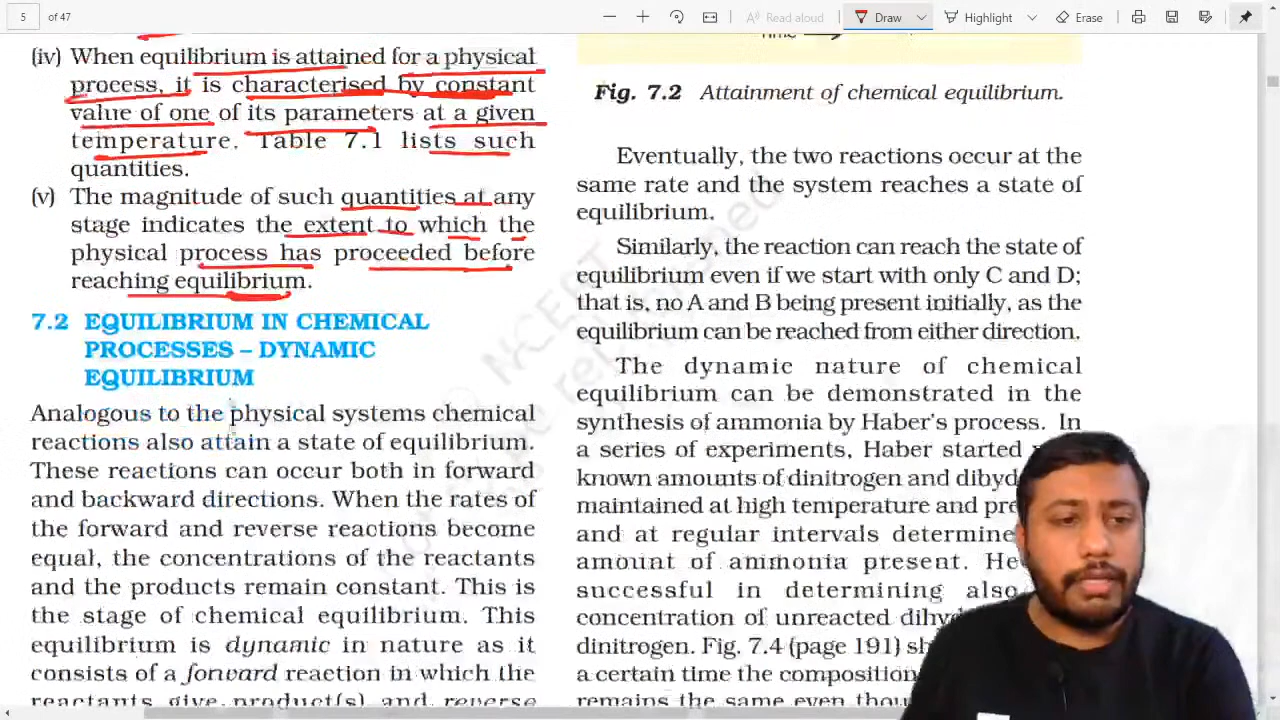 5 of 47
Read aloud
Draw
Highlight
Erase
(iv) When equilibrium is attained for a physical
process, it is characterised by constant
value of one of its parameters at a given
temperature. Table 7.1 lists such
quantities.
(v) The magnitude of such quantities at any
stage indicates the extent to which the
physical process has proceeded before
reaching equilibrium.
7.2 EQUILIBRIUM IN CHEMICAL
PROCESSES – DYNAMIC
EQUILIBRIUM
Analogous to the physical systems chemical
reactions also attain a state of equilibrium.
These reactions can occur both in forward
and backward directions. When the rates of
the forward and reverse reactions become
equal, the concentrations of the reactants
and the products remain constant. This is
the stage of chemical equilibrium. This
equilibrium is dynamic in nature as it
consists of a forward reaction in which the
reactants give product(s) and reverse
Fig. 7.2 Attainment of chemical equilibrium.
Eventually, the two reactions occur at the
same rate and the system reaches a state of
equilibrium.
Similarly, the reaction can reach the state of
equilibrium even if we start with only C and D;
that is, no A and B being present initially, as the
equilibrium can be reached from either direction.
The dynamic nature of chemical
equilibrium can be demonstrated in the
synthesis of ammonia by Haber's process. In
a series of experiments, Haber started
known amounts of dinitrogen and
maintained at high temperature and
and at regular intervals
amount of ammonia present.
successful in determining also
concentration of unreacted
dinitrogen. Fig. 7.4 (page 191)
a certain time the composition
remains the same even